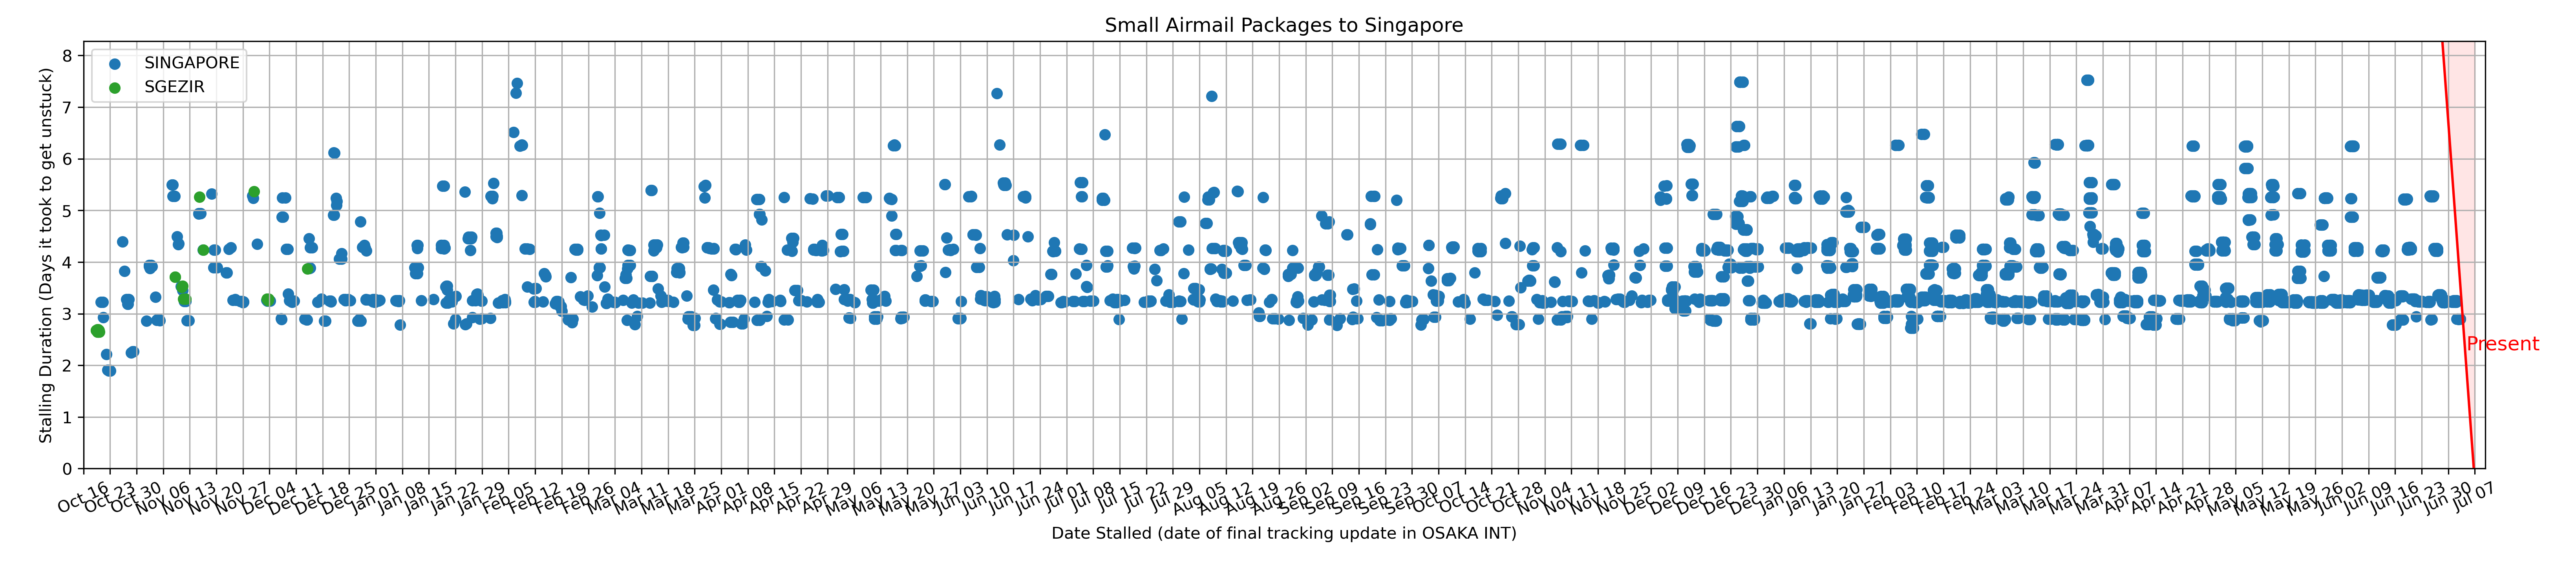 Small Airmail Packages to Singapore
SINGAPORE
SGEZIR
8
7
6
5
4
3
2
1
0
Stalling Duration (Days it took to get unstuck)
Present
Oct 16 Oct 23 Oct 30 Nov 06 Nov 13 Nov 20 Nov 27 Dec 04 Dec 11 Dec 18 Dec 25 Jan 01 Jan 08 Jan 15 Jan 22 Jan 29 Feb 05 Feb 12 Feb 19 Feb 26 Mar 04 Mar 11 Mar 18 Mar 25 Apr 01 Apr 08 Apr 15 Apr 22 Apr 29 May 06 May 13 May 20 May 27 Jun 03 Jun 10 Jun 17 Jun 24 Jul 01 Jul 08 Jul 15 Jul 22 Jul 29 Aug 05 Aug 12 Aug 19 Aug 26 Sep 02 Sep 09 Sep 16 Sep 23 Sep 30 Oct 07 Oct 14 Oct 21 Oct 28 Nov 04 Nov 11 Nov 18 Nov 25 Dec 02 Dec 09 Dec 16 Dec 23 Dec 30 Jan 06 Jan 13 Jan 20 Jan 27 Feb 03 Feb 10 Feb 17 Feb 24 Mar 03 Mar 10 Mar 17 Mar 24 Mar 31 Apr 07 Apr 14 Apr 21 Apr 28 May 05 May 12 May 19 May 26 Jun 02 Jun 09 Jun 16 Jun 23 Jun 30 Jul 07
Date Stalled (date of final tracking update in OSAKA INT)